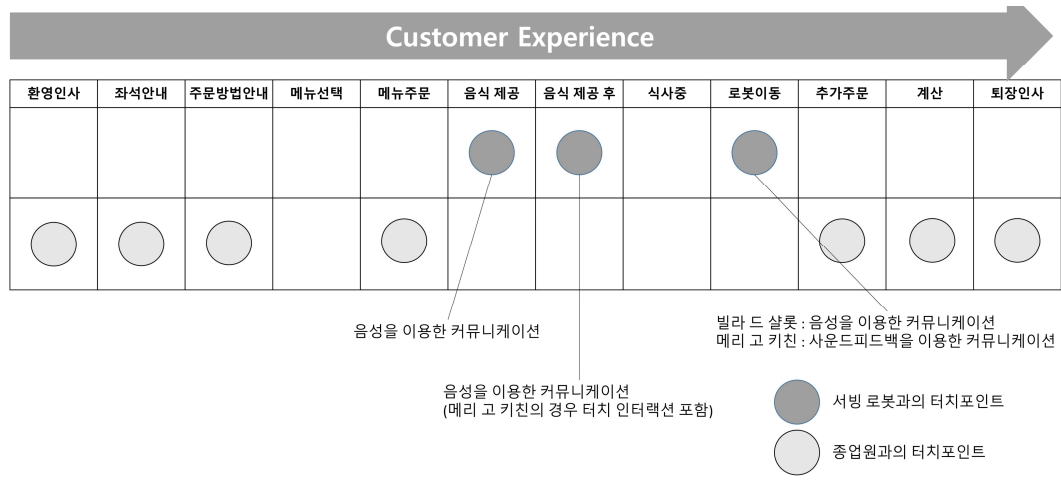 Customer Experience
환영인사 좌석안내 주문방법안내 메뉴선택 메뉴주문 음식 제공 음식 제공 후 식사중 로봇이동 추가주문 계산 퇴장인사
음성을 이용한 커뮤니케이션
빌라 드 샬롯 : 음성을 이용한 커뮤니케이션
메리 고 키친 : 사운드피드백을 이용한 커뮤니케이션
음성을 이용한 커뮤니케이션
(메리 고 키친의 경우 터치 인터랙션 포함)
서빙 로봇과의 터치포인트
종업원과의 터치포인트